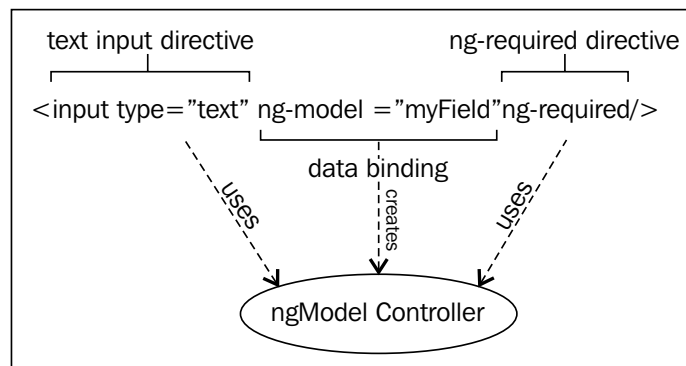 text input directive
ng-required directive
<input type="text" ng-model ="myField"ng-required/>
data binding
uses
creates
uses
ngModel Controller